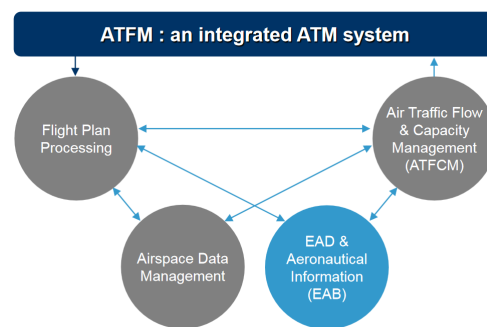 ATFM : an integrated ATM system
Flight Plan
Processing
Air Traffic Flow
& Capacity
Management
(ATFCM)
Airspace Data
Management
EAD &
Aeronautical
Information
(EAB)